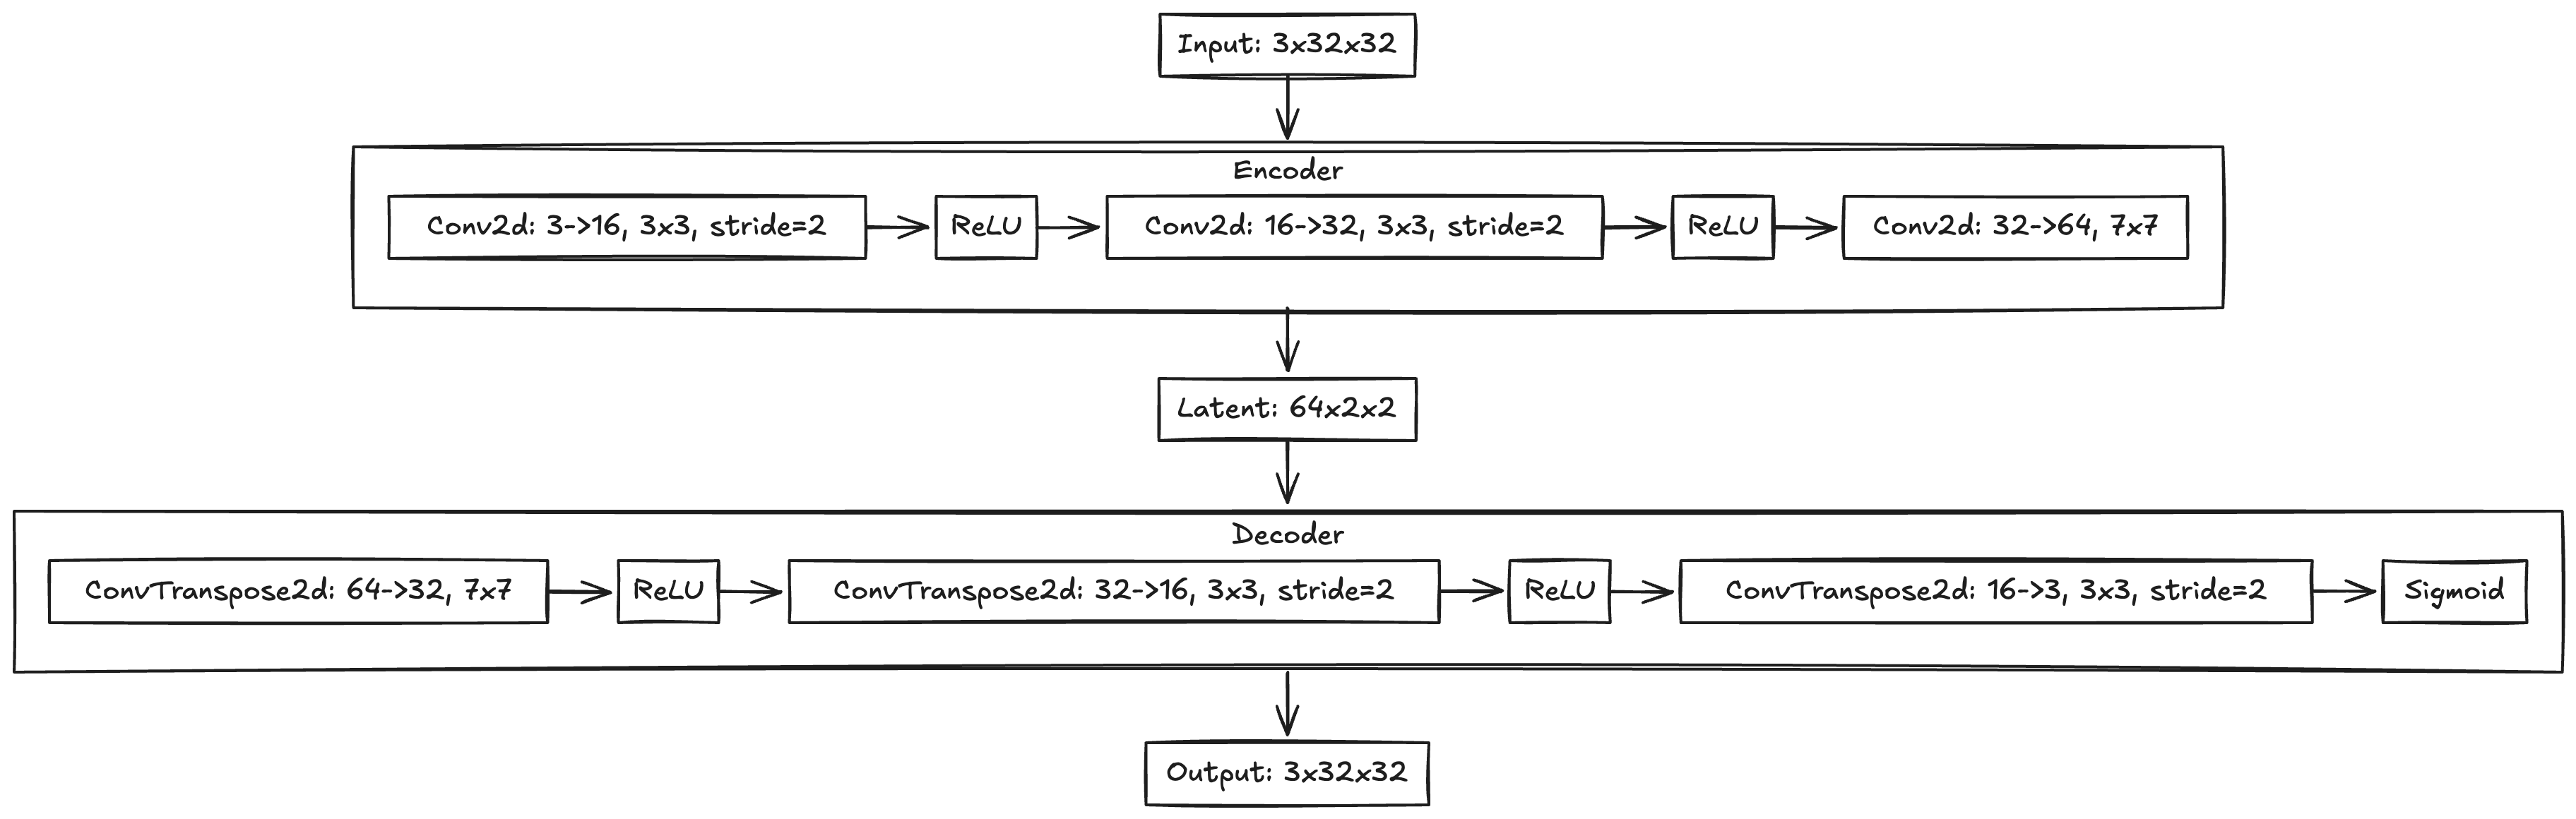 Input: 3x32x32
Encoder
Conv2d: 3->16, 3x3, stride=2
ReLU
Conv2d: 16->32, 3x3, stride=2
ReLU
Conv2d: 32->64, 7x7
Latent: 64x2x2
Decoder
ConvTranspose2d: 64->32, 7x7
ReLU
ConvTranspose2d: 32->16, 3x3, stride=2
ReLU
ConvTranspose2d: 16->3, 3x3, stride=2
Sigmoid
Output: 3x32x32